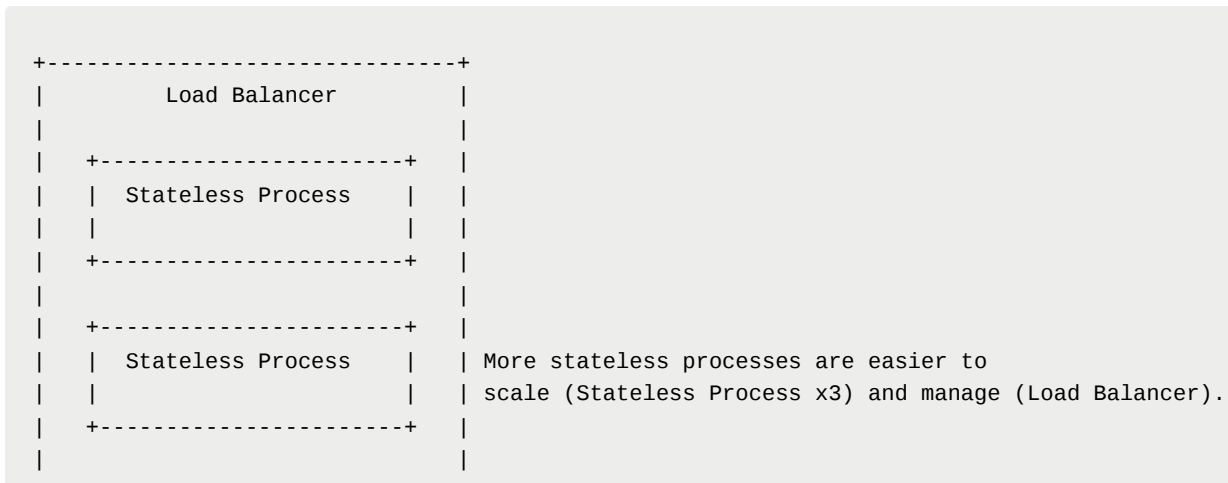 +-------------------------------+
|         Load Balancer         |
|                               |
|   +-----------------------+   |
|   |  Stateless Process    |   |
|   |                       |   |
|   +-----------------------+   |
|                               |
|   +-----------------------+   |
|   |  Stateless Process    |   | More stateless processes are easier to
|   |                       |   | scale (Stateless Process x3) and manage (Load Balancer).
|   +-----------------------+   |
|                               |